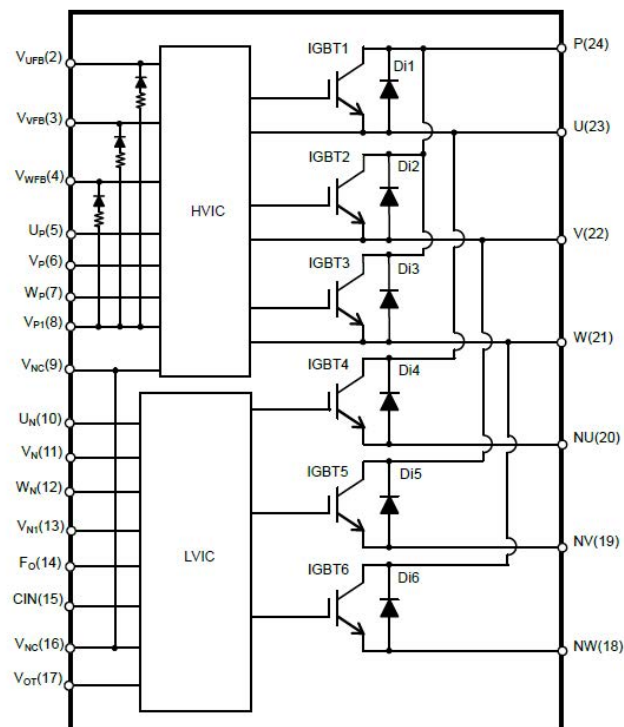 IGBT1
P(24)
VUFB(2)
Di1
VVFB(3)
U(23)
IGBT2
Di2
VWFB(4)
HVIC
UP(5)
V(22)
VP(6)
IGBT3
Di3
WP(7)
VP1(8)
W(21)
VNC(9)
IGBT4
Di4
UN(10)
NU(20)
VN(11)
IGBT5
Di5
WN(12)
VN1(13)
LVIC
NV(19)
FO(14)
IGBT6
Di6
CIN(15)
VNC(16)
NW(18)
VOT(17)